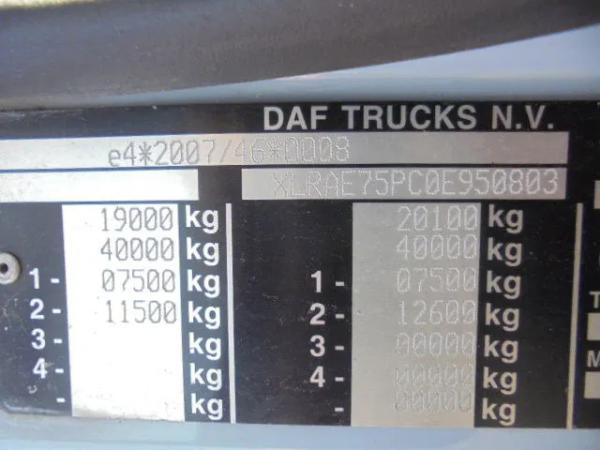 DAF TRUCKS N.V.
e4*2007/46*0008
XLRAE75PC0E950803
19000 kg 20100 kg
40000 kg 40000 kg
1 - 07500 kg 1 - 07500 kg
2 - 11500 kg 2 - 12600 kg
3 - kg 3 - 00000 kg
4 - kg 4 - 00000 kg
- kg - 00000 kg
T
M